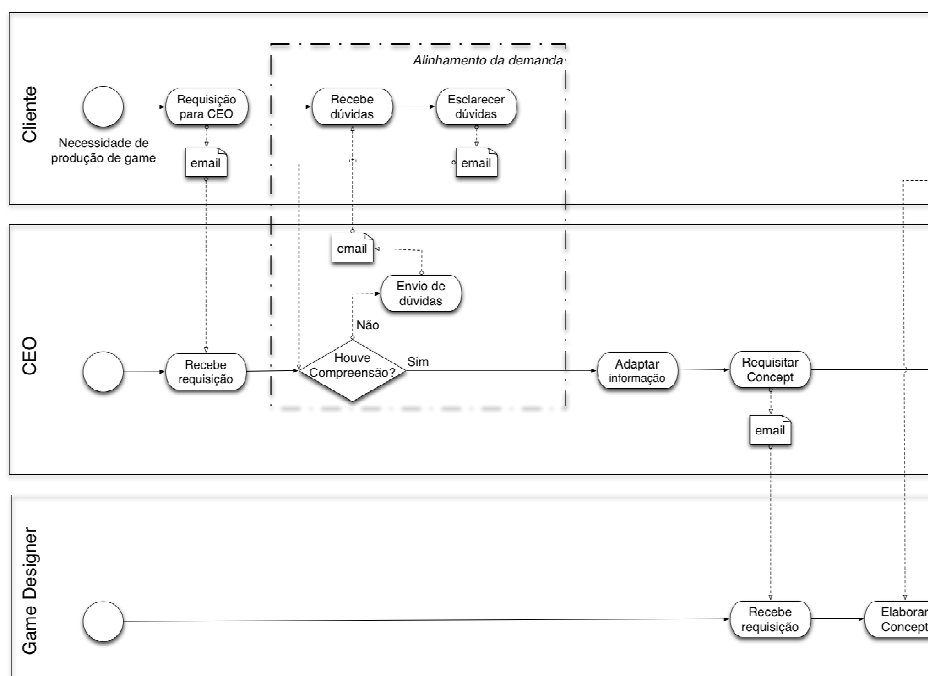 Cliente
Necessidade de
produção de game
Requisição
para CEO
email
Alinhamento da demanda
Recebe
dúvidas
Esclarecer
dúvidas
email
CEO
email
Envio de
dúvidas
Não
Recebe
requisição
Houve
Compreensão?
Sim
Adaptar
informação
Requisitar
Concept
email
Game Designer
Recebe
requisição
Elaborar
Concept